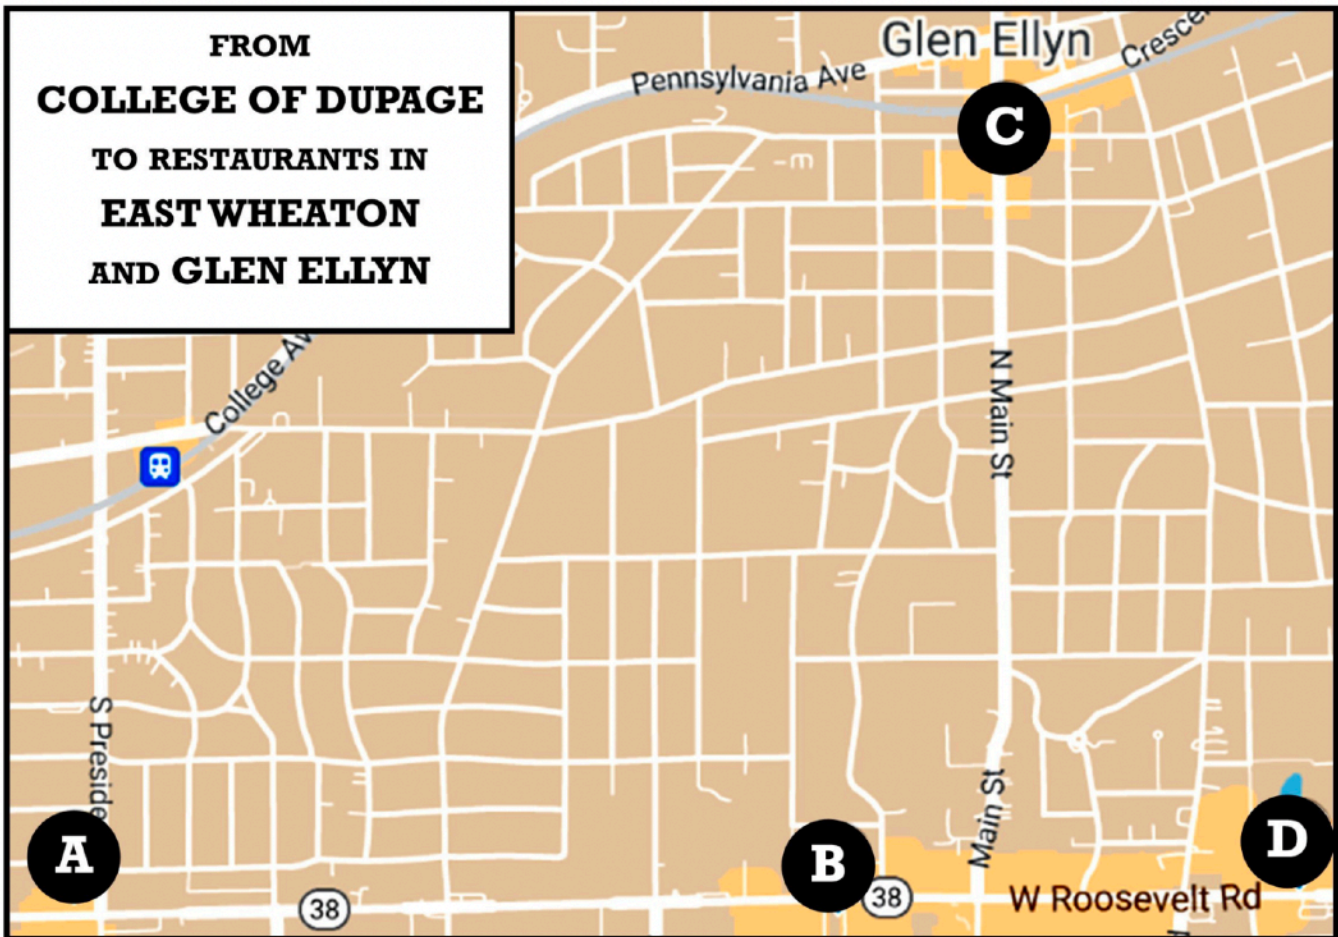 FROM
COLLEGE OF DUPAGE
TO RESTAURANTS IN
EAST WHEATON
AND GLEN ELLYN
Glen Ellyn
Crescen
Pennsylvania Ave
C
College Av
N Main St
S Preside
Main St
A
B
D
38
38
W Roosevelt Rd